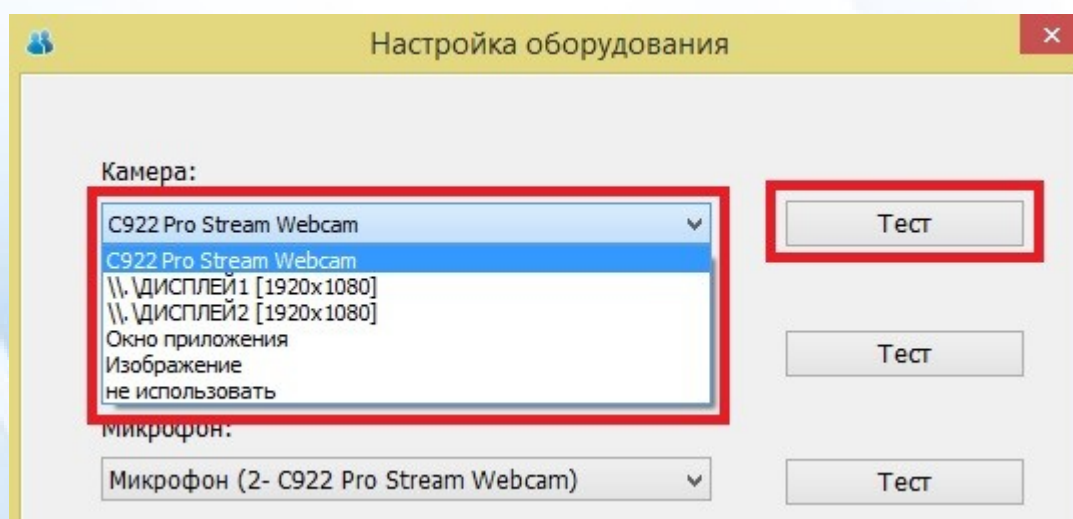 Настройка оборудования
Камера:
C922 Pro Stream Webcam
Тест
C922 Pro Stream Webcam
\\.\ДИСПЛЕЙ1 [1920x1080]
\\.\ДИСПЛЕЙ2 [1920x1080]
Окно приложения
Изображение
Тест
не использовать
Микрофон:
Микрофон (2- C922 Pro Stream Webcam)
Тест